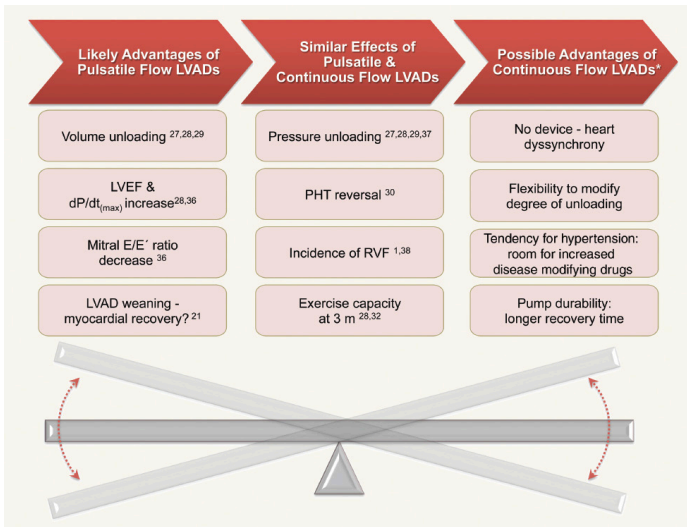 Likely Advantages of
Pulsatile Flow LVADs
Similar Effects of
Pulsatile &
Continuous Flow LVADs
Possible Advantages of
Continuous Flow LVADs*
Volume unloading 27,28,29
LVEF &
dP/dt(max) increase28,36
Mitral E/E´ ratio
decrease 36
LVAD weaning -
myocardial recovery? 21
Pressure unloading 27,28,29,37
PHT reversal 30
Incidence of RVF 1,38
Exercise capacity
at 3 m 28,32
No device - heart
dyssynchrony
Flexibility to modify
degree of unloading
Tendency for hypertension:
room for increased
disease modifying drugs
Pump durability:
longer recovery time